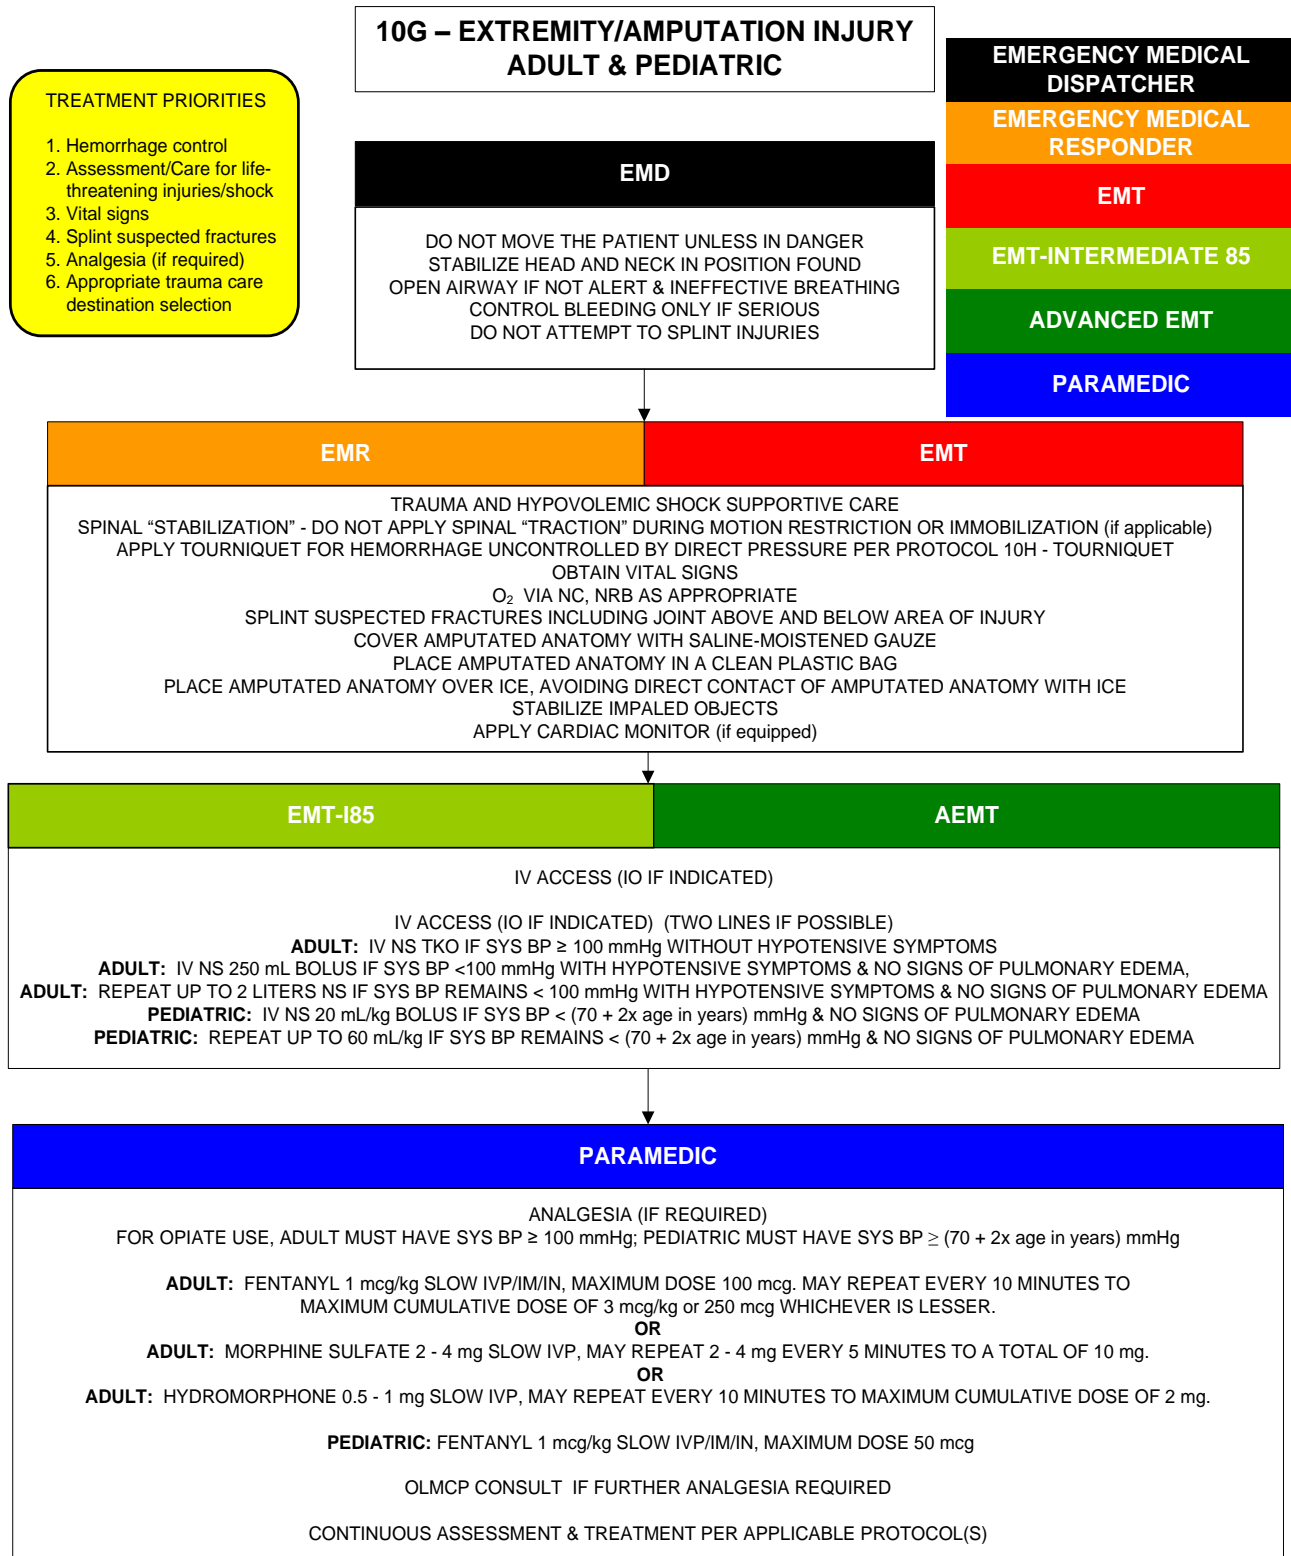 10G – EXTREMITY/AMPUTATION INJURY
ADULT & PEDIATRIC
TREATMENT PRIORITIES
1. Hemorrhage control
2. Assessment/Care for life-
threatening injuries/shock
3. Vital signs
4. Splint suspected fractures
5. Analgesia (if required)
6. Appropriate trauma care
destination selection
EMERGENCY MEDICAL
DISPATCHER
EMERGENCY MEDICAL
RESPONDER
EMT
EMT-INTERMEDIATE 85
ADVANCED EMT
PARAMEDIC
EMD
DO NOT MOVE THE PATIENT UNLESS IN DANGER
STABILIZE HEAD AND NECK IN POSITION FOUND
OPEN AIRWAY IF NOT ALERT & INEFFECTIVE BREATHING
CONTROL BLEEDING ONLY IF SERIOUS
DO NOT ATTEMPT TO SPLINT INJURIES
EMR
EMT
TRAUMA AND HYPOVOLEMIC SHOCK SUPPORTIVE CARE
SPINAL “STABILIZATION” - DO NOT APPLY SPINAL “TRACTION” DURING MOTION RESTRICTION OR IMMOBILIZATION (if applicable)
APPLY TOURNIQUET FOR HEMORRHAGE UNCONTROLLED BY DIRECT PRESSURE PER PROTOCOL 10H - TOURNIQUET
OBTAIN VITAL SIGNS
O₂ VIA NC, NRB AS APPROPRIATE
SPLINT SUSPECTED FRACTURES INCLUDING JOINT ABOVE AND BELOW AREA OF INJURY
COVER AMPUTATED ANATOMY WITH SALINE-MOISTENED GAUZE
PLACE AMPUTATED ANATOMY IN A CLEAN PLASTIC BAG
PLACE AMPUTATED ANATOMY OVER ICE, AVOIDING DIRECT CONTACT OF AMPUTATED ANATOMY WITH ICE
STABILIZE IMPALED OBJECTS
APPLY CARDIAC MONITOR (if equipped)
EMT-I85
AEMT
IV ACCESS (IO IF INDICATED)
IV ACCESS (IO IF INDICATED) (TWO LINES IF POSSIBLE)
ADULT: IV NS TKO IF SYS BP ≥ 100 mmHg WITHOUT HYPOTENSIVE SYMPTOMS
ADULT: IV NS 250 mL BOLUS IF SYS BP <100 mmHg WITH HYPOTENSIVE SYMPTOMS & NO SIGNS OF PULMONARY EDEMA,
ADULT: REPEAT UP TO 2 LITERS NS IF SYS BP REMAINS < 100 mmHg WITH HYPOTENSIVE SYMPTOMS & NO SIGNS OF PULMONARY EDEMA
PEDIATRIC: IV NS 20 mL/kg BOLUS IF SYS BP < (70 + 2x age in years) mmHg & NO SIGNS OF PULMONARY EDEMA
PEDIATRIC: REPEAT UP TO 60 mL/kg IF SYS BP REMAINS < (70 + 2x age in years) mmHg & NO SIGNS OF PULMONARY EDEMA
PARAMEDIC
ANALGESIA (IF REQUIRED)
FOR OPIATE USE, ADULT MUST HAVE SYS BP ≥ 100 mmHg; PEDIATRIC MUST HAVE SYS BP ≥ (70 + 2x age in years) mmHg
ADULT: FENTANYL 1 mcg/kg SLOW IVP/IM/IN, MAXIMUM DOSE 100 mcg. MAY REPEAT EVERY 10 MINUTES TO
MAXIMUM CUMULATIVE DOSE OF 3 mcg/kg or 250 mcg WHICHEVER IS LESSER.
OR
ADULT: MORPHINE SULFATE 2 - 4 mg SLOW IVP, MAY REPEAT 2 - 4 mg EVERY 5 MINUTES TO A TOTAL OF 10 mg.
OR
ADULT: HYDROMORPHONE 0.5 - 1 mg SLOW IVP, MAY REPEAT EVERY 10 MINUTES TO MAXIMUM CUMULATIVE DOSE OF 2 mg.
PEDIATRIC: FENTANYL 1 mcg/kg SLOW IVP/IM/IN, MAXIMUM DOSE 50 mcg
OLMCP CONSULT IF FURTHER ANALGESIA REQUIRED
CONTINUOUS ASSESSMENT & TREATMENT PER APPLICABLE PROTOCOL(S)